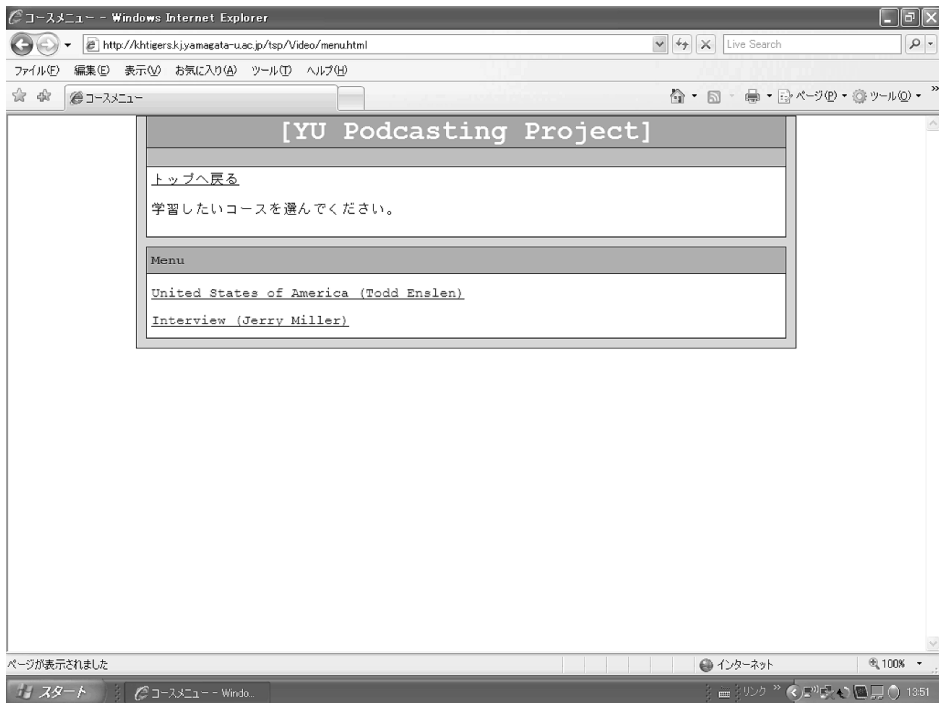 コースメニュー - Windows Internet Explorer
http://khtigers.kj.yamagata-u.ac.jp/tsp/Video/menu.html
Live Search
ファイル(F) 編集(E) 表示(V) お気に入り(A) ツール(T) ヘルプ(H)
コースメニュー
ページ(P) ツール(O)
[YU Podcasting Project]
トップへ戻る
学習したいコースを選んでください。
Menu
United States of America (Todd Enslen)
Interview (Jerry Miller)
ページが表示されました
インターネット
100%
スタート
コースメニュー - Windo...
リンク
13:51